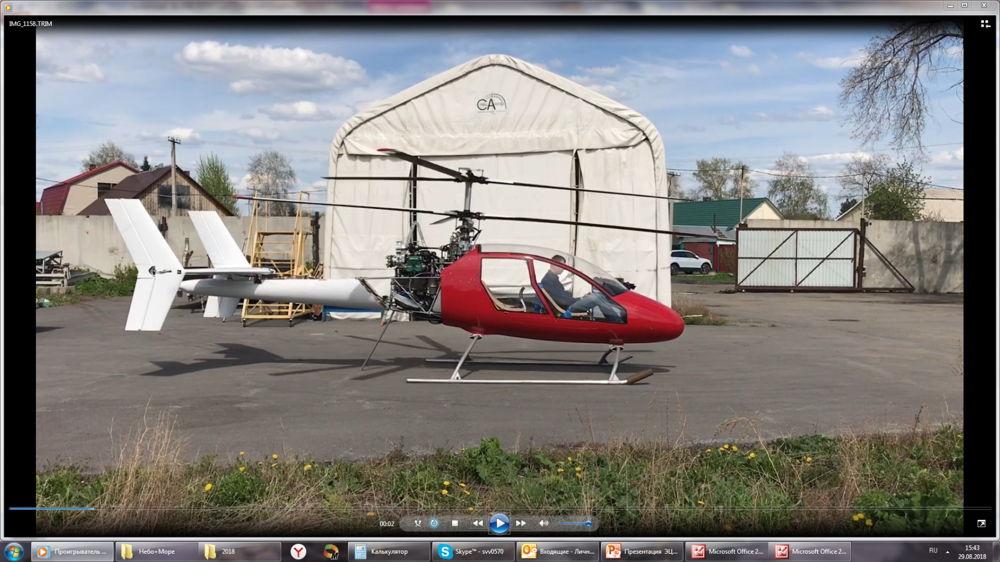 IMG_1158.TRIM
СпецАнгар
00:02
Проигрыватель ...
Небо+Море
2018
Калькулятор
Skype™ - svv0570
Входящие - Личн...
Презентация ЭЦ...
Microsoft Office 2...
Microsoft Office 2...
RU
15:43
29.08.2018